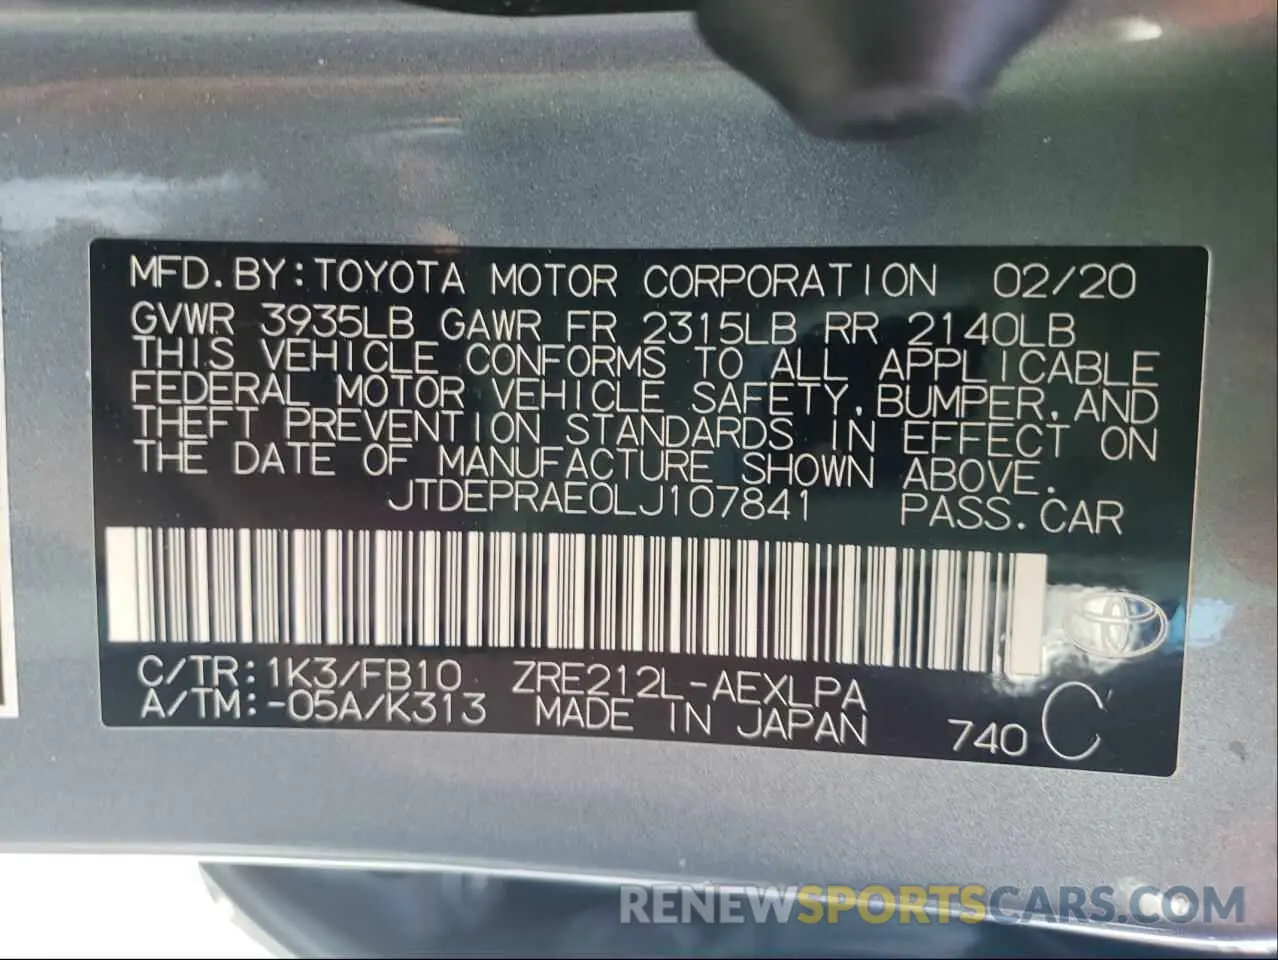 MFD.BY:TOYOTA MOTOR CORPORATION 02/20
GVWR 3935LB GAWR FR 2315LB RR 2140LB
THIS VEHICLE CONFORMS TO ALL APPLICABLE
FEDERAL MOTOR VEHICLE SAFETY,BUMPER,AND
THEFT PREVENTION STANDARDS IN EFFECT ON
THE DATE OF MANUFACTURE SHOWN ABOVE.
JTDEPRAE0LJ107841 PASS.CAR
C/TR:1K3/FB10 ZRE212L-AEXLPA
A/TM:-05A/K313 MADE IN JAPAN 740 C
RENEWSPORTSCARS.COM